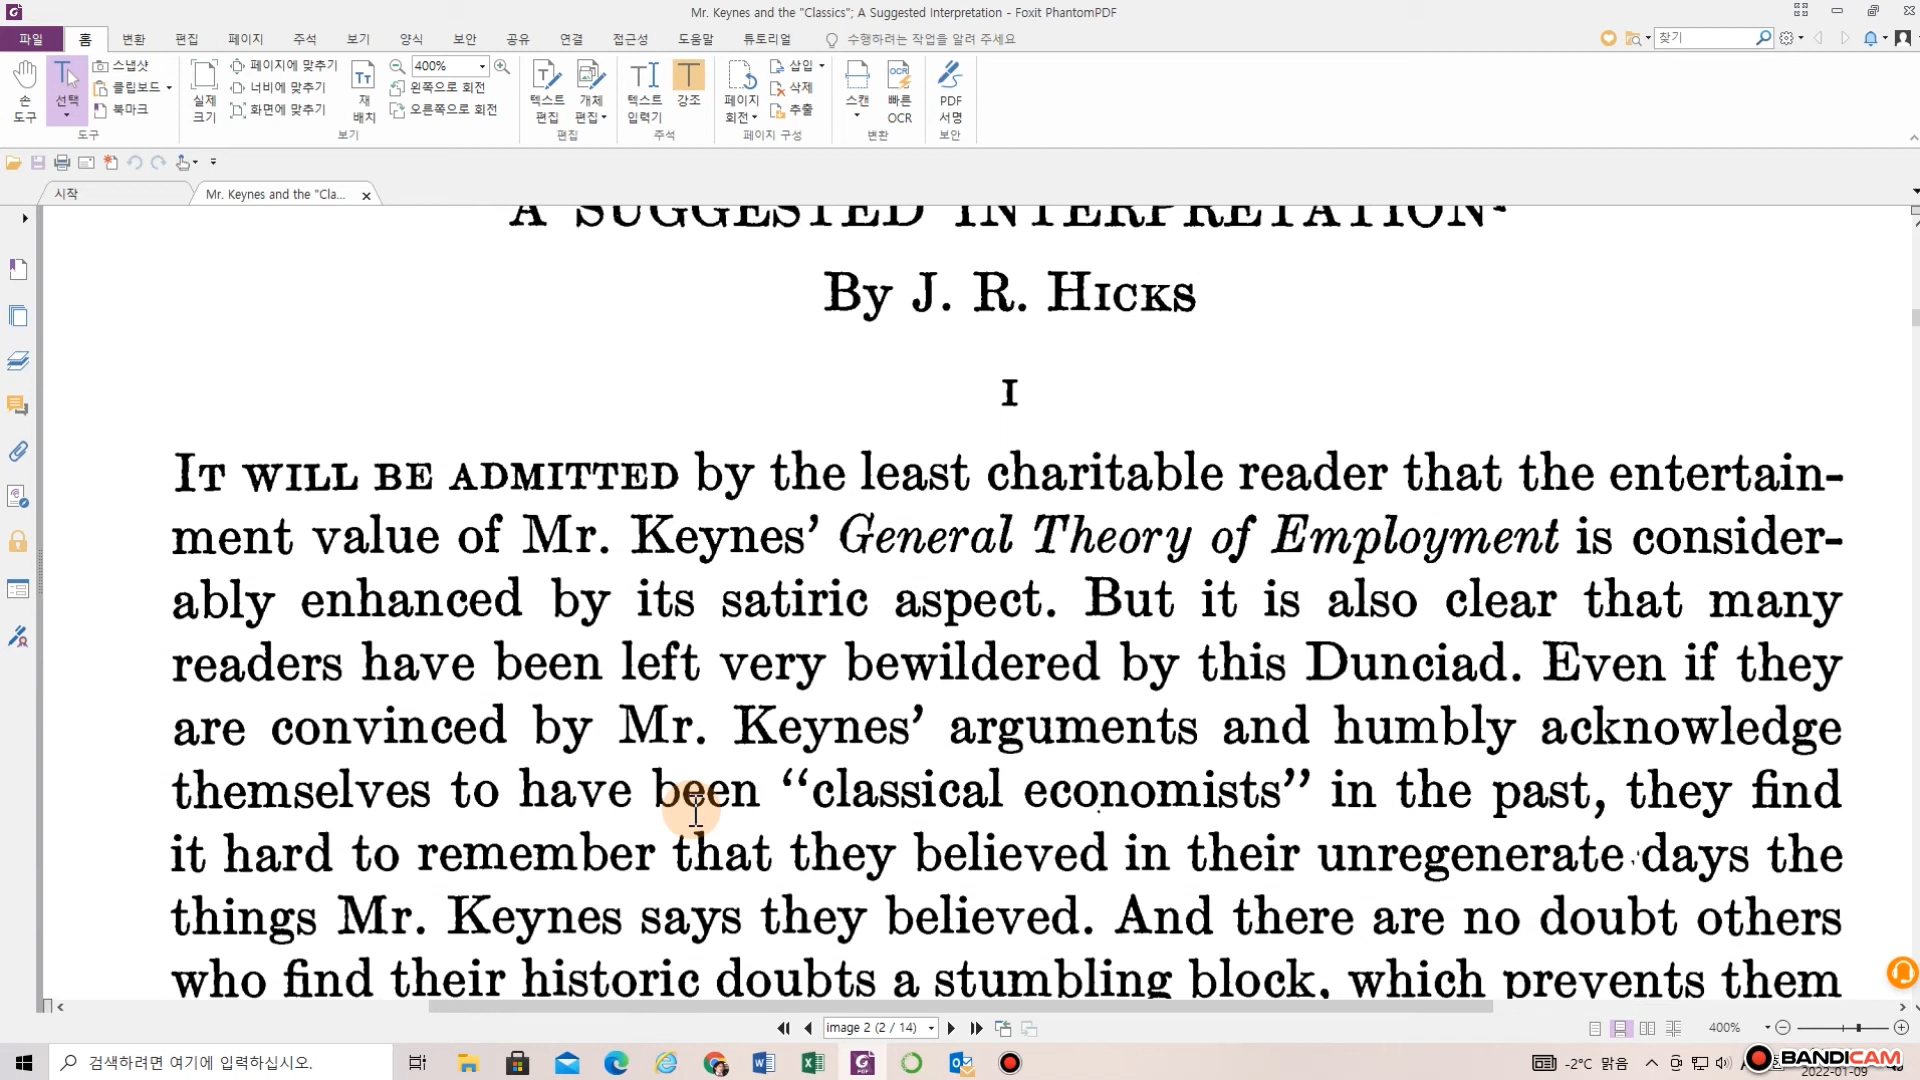 Mr. Keynes and the "Classics"; A Suggested Interpretation - Foxit PhantomPDF
파일 홈 변환 편집 페이지 주석 보기 양식 보안 공유 연결 접근성 도움말 튜토리얼 수행하려는 작업을 알려 주세요 찾기
손 도구
선택
스냅샷
클립보드
북마크
도구
실제 크기
페이지에 맞추기
너비에 맞추기
화면에 맞추기
재 배치
400%
왼쪽으로 회전
오른쪽으로 회전
보기
텍스트 편집
개체 편집
편집
텍스트 입력기
강조
주석
페이지 회전
삽입
삭제
추출
페이지 구성
스캔
빠른 OCR
변환
PDF 서명
보안
시작
Mr. Keynes and the "Cla...
A SUGGESTED INTERPRETATION¹
By J. R. HICKS
I
IT WILL BE ADMITTED by the least charitable reader that the entertain-
ment value of Mr. Keynes’ General Theory of Employment is consider-
ably enhanced by its satiric aspect. But it is also clear that many
readers have been left very bewildered by this Dunciad. Even if they
are convinced by Mr. Keynes’ arguments and humbly acknowledge
themselves to have been “classical economists” in the past, they find
it hard to remember that they believed in their unregenerate days the
things Mr. Keynes says they believed. And there are no doubt others
who find their historic doubts a stumbling block, which prevents them
image 2 (2 / 14)
400%
검색하려면 여기에 입력하십시오.
-2°C 맑음
BANDICAM
2022-01-09